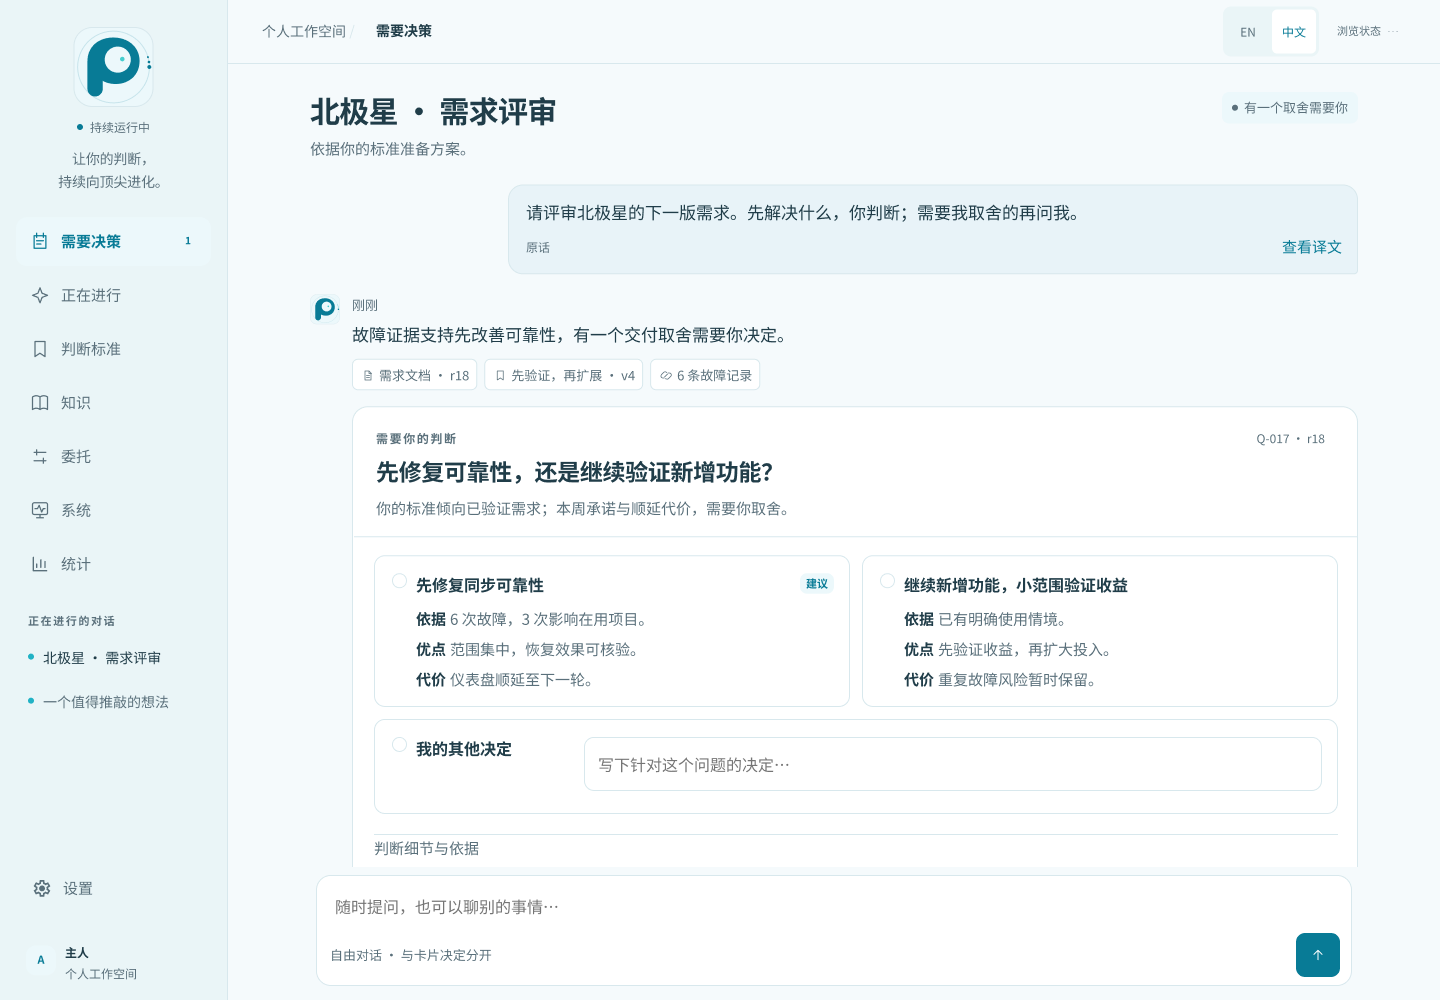 持续运行中
让你的判断，
持续向顶尖进化。
需要决策 1
正在进行
判断标准
知识
委托
系统
统计
正在进行的对话
北极星 · 需求评审
一个值得推敲的想法
设置
A
主人
个人工作空间
个人工作空间 / 需要决策
EN 中文 浏览状态 ···
北极星 · 需求评审
有一个取舍需要你
依据你的标准准备方案。
请评审北极星的下一版需求。先解决什么，你判断；需要我取舍的再问我。
原话 查看译文
刚刚
故障证据支持先改善可靠性，有一个交付取舍需要你决定。
需求文档 · r18 先验证，再扩展 · v4 6 条故障记录
需要你的判断 Q-017 · r18
先修复可靠性，还是继续验证新增功能？
你的标准倾向已验证需求；本周承诺与顺延代价，需要你取舍。
先修复同步可靠性 建议
依据 6 次故障，3 次影响在用项目。
优点 范围集中，恢复效果可核验。
代价 仪表盘顺延至下一轮。
继续新增功能，小范围验证收益
依据 已有明确使用情境。
优点 先验证收益，再扩大投入。
代价 重复故障风险暂时保留。
我的其他决定 写下针对这个问题的决定…
判断细节与依据
随时提问，也可以聊别的事情…
自由对话 · 与卡片决定分开